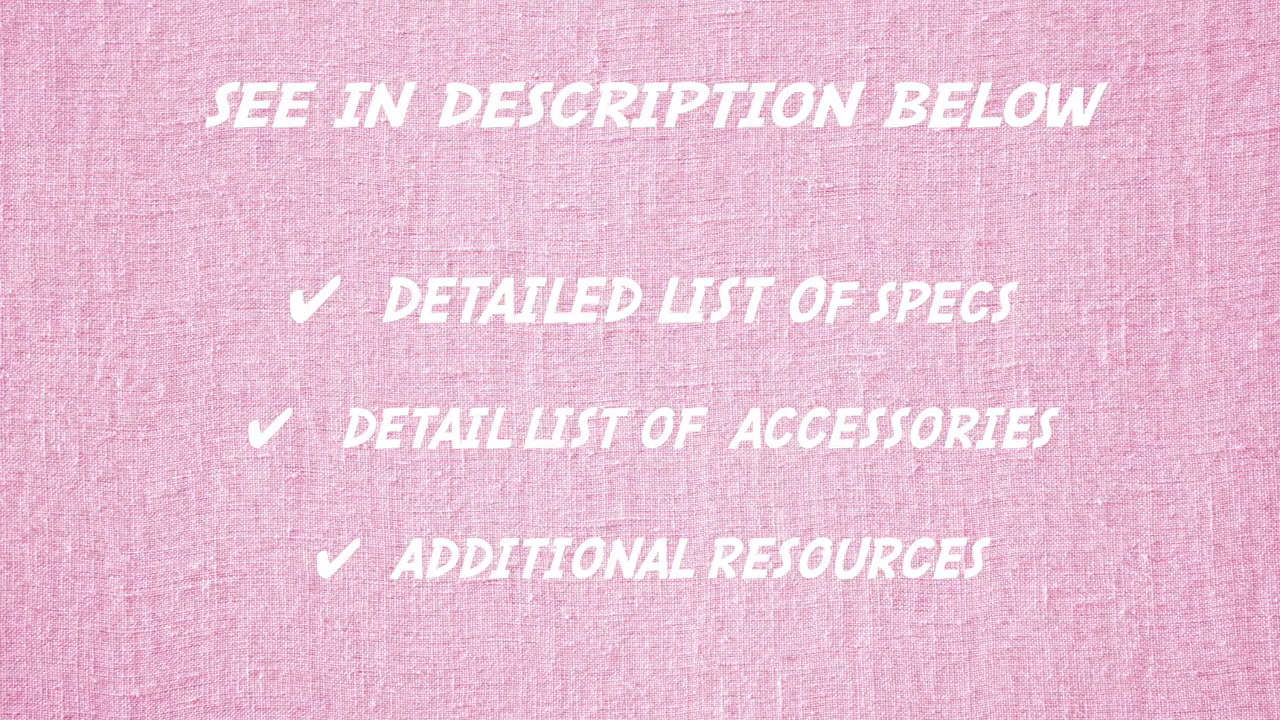 SEE IN DESCRIPTION BELOW
✔ DETAILED LIST OF SPECS
✔ DETAIL LIST OF ACCESSORIES
✔ ADDITIONAL RESOURCES